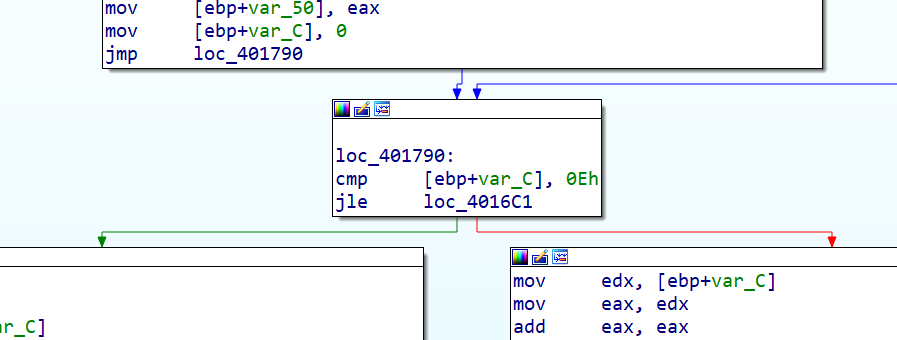 mov [ebp+var_50], eax
mov [ebp+var_C], 0
jmp loc_401790
loc_401790:
cmp [ebp+var_C], 0Eh
jle loc_4016C1
ar_C]
mov edx, [ebp+var_C]
mov eax, edx
add eax, eax